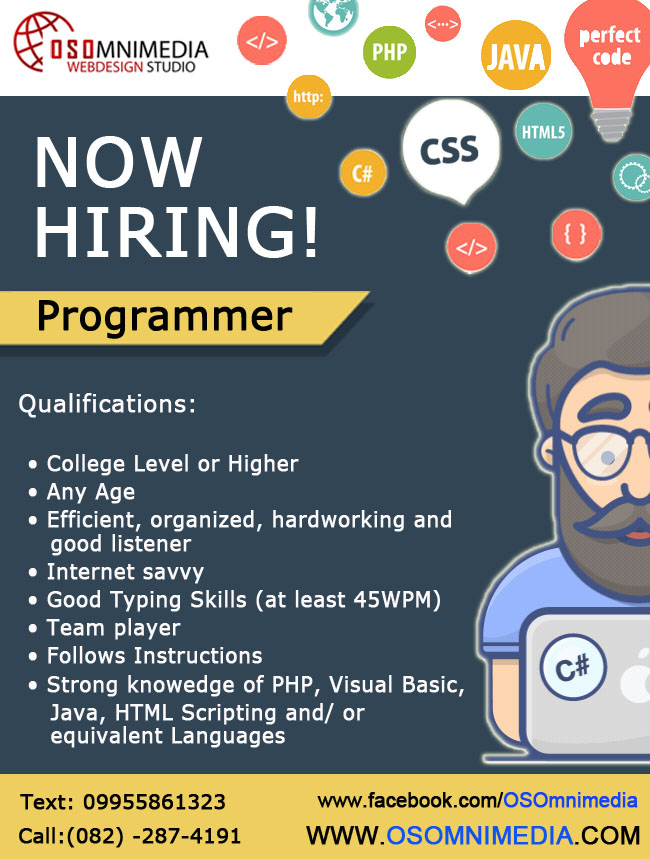 OSOMNIMEDIA
WEBDESIGN STUDIO
</>
PHP
<···>
JAVA
perfect
code
http:
CSS
HTML5
C#
</>
{ }
NOW
HIRING!
Programmer
Qualifications:
• College Level or Higher
• Any Age
• Efficient, organized, hardworking and
good listener
• Internet savvy
• Good Typing Skills (at least 45WPM)
• Team player
• Follows Instructions
• Strong knowedge of PHP, Visual Basic,
Java, HTML Scripting and/ or
equivalent Languages
C#
Text: 09955861323
www.facebook.com/OSOmnimedia
Call:(082) -287-4191
WWW.OSOMNIMEDIA.COM